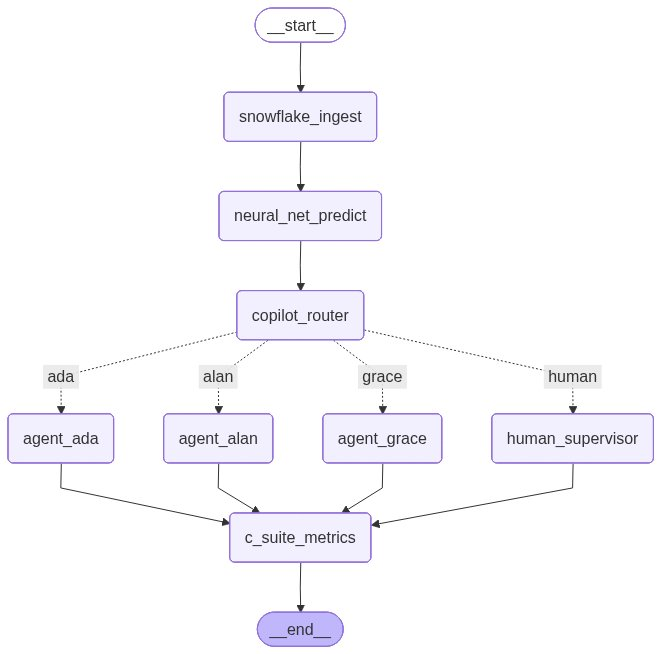 __start__
snowflake_ingest
neural_net_predict
copilot_router
ada
alan
grace
human
agent_ada
agent_alan
agent_grace
human_supervisor
c_suite_metrics
__end__